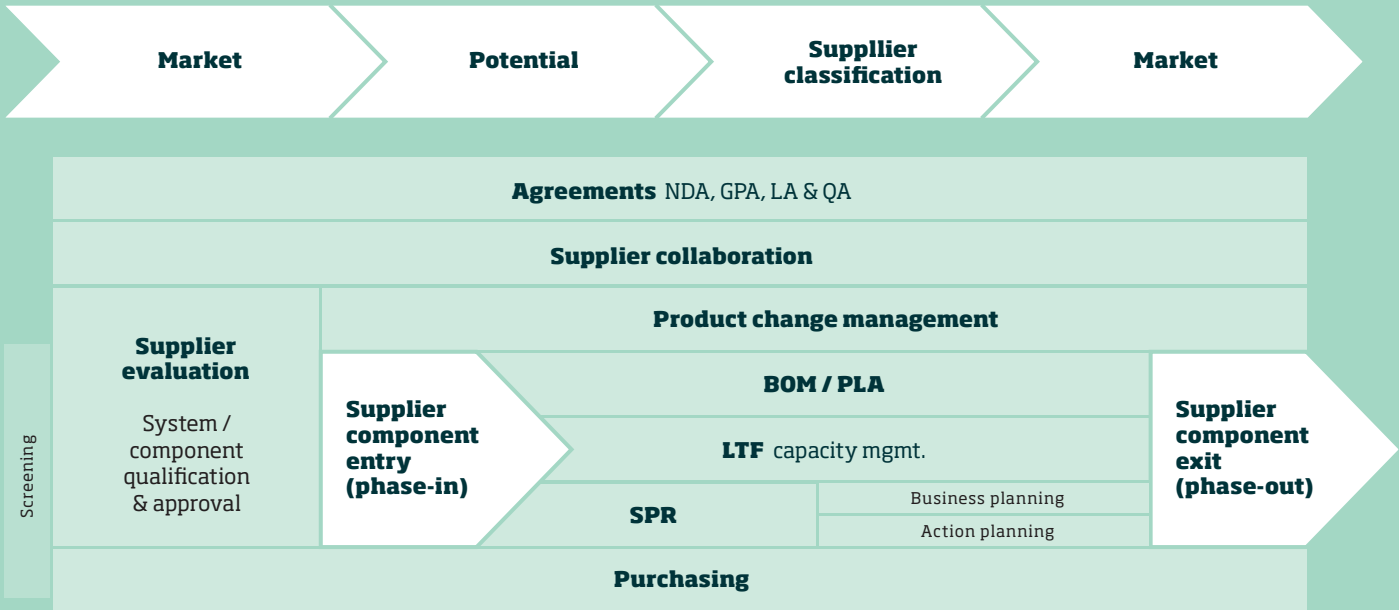 Market
Potential
Suppllier
classification
Market
Agreements NDA, GPA, LA & QA
Supplier collaboration
Product change management
Supplier
evaluation
System /
component
qualification
& approval
Screening
Supplier
component
entry
(phase-in)
BOM / PLA
LTF capacity mgmt.
SPR
Business planning
Action planning
Supplier
component
exit
(phase-out)
Purchasing